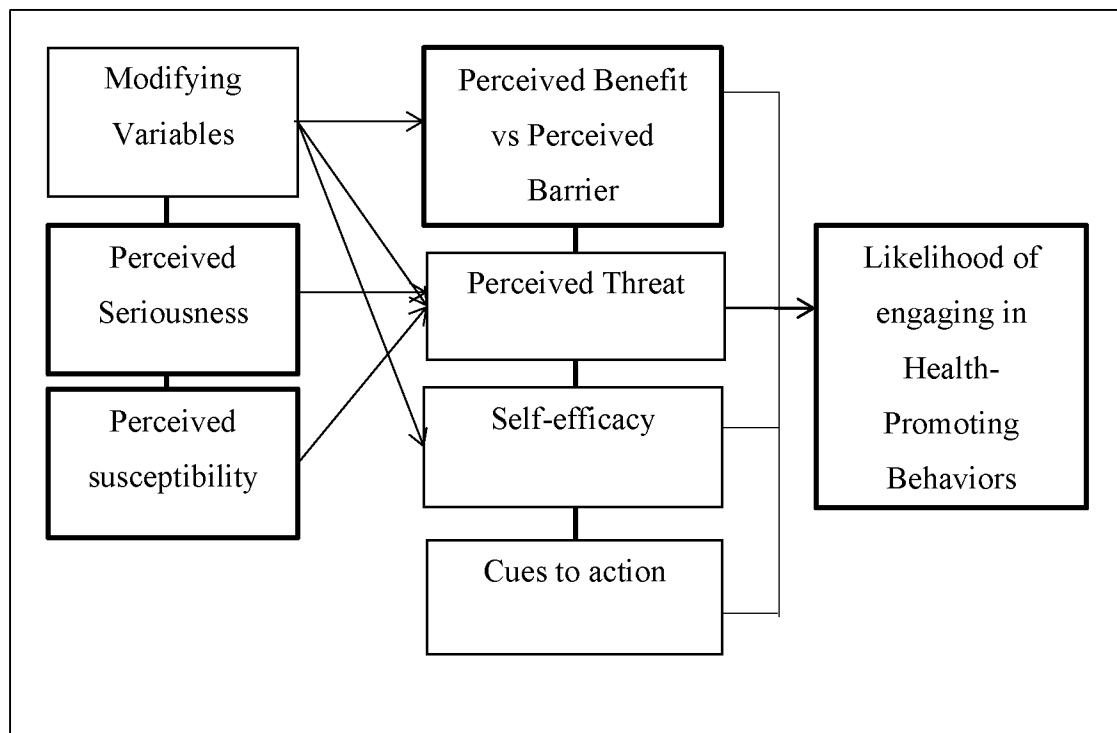 Modifying
Variables
Perceived
Seriousness
Perceived
susceptibility
Perceived Benefit
vs Perceived
Barrier
Perceived Threat
Self-efficacy
Cues to action
Likelihood of
engaging in
Health-
Promoting
Behaviors